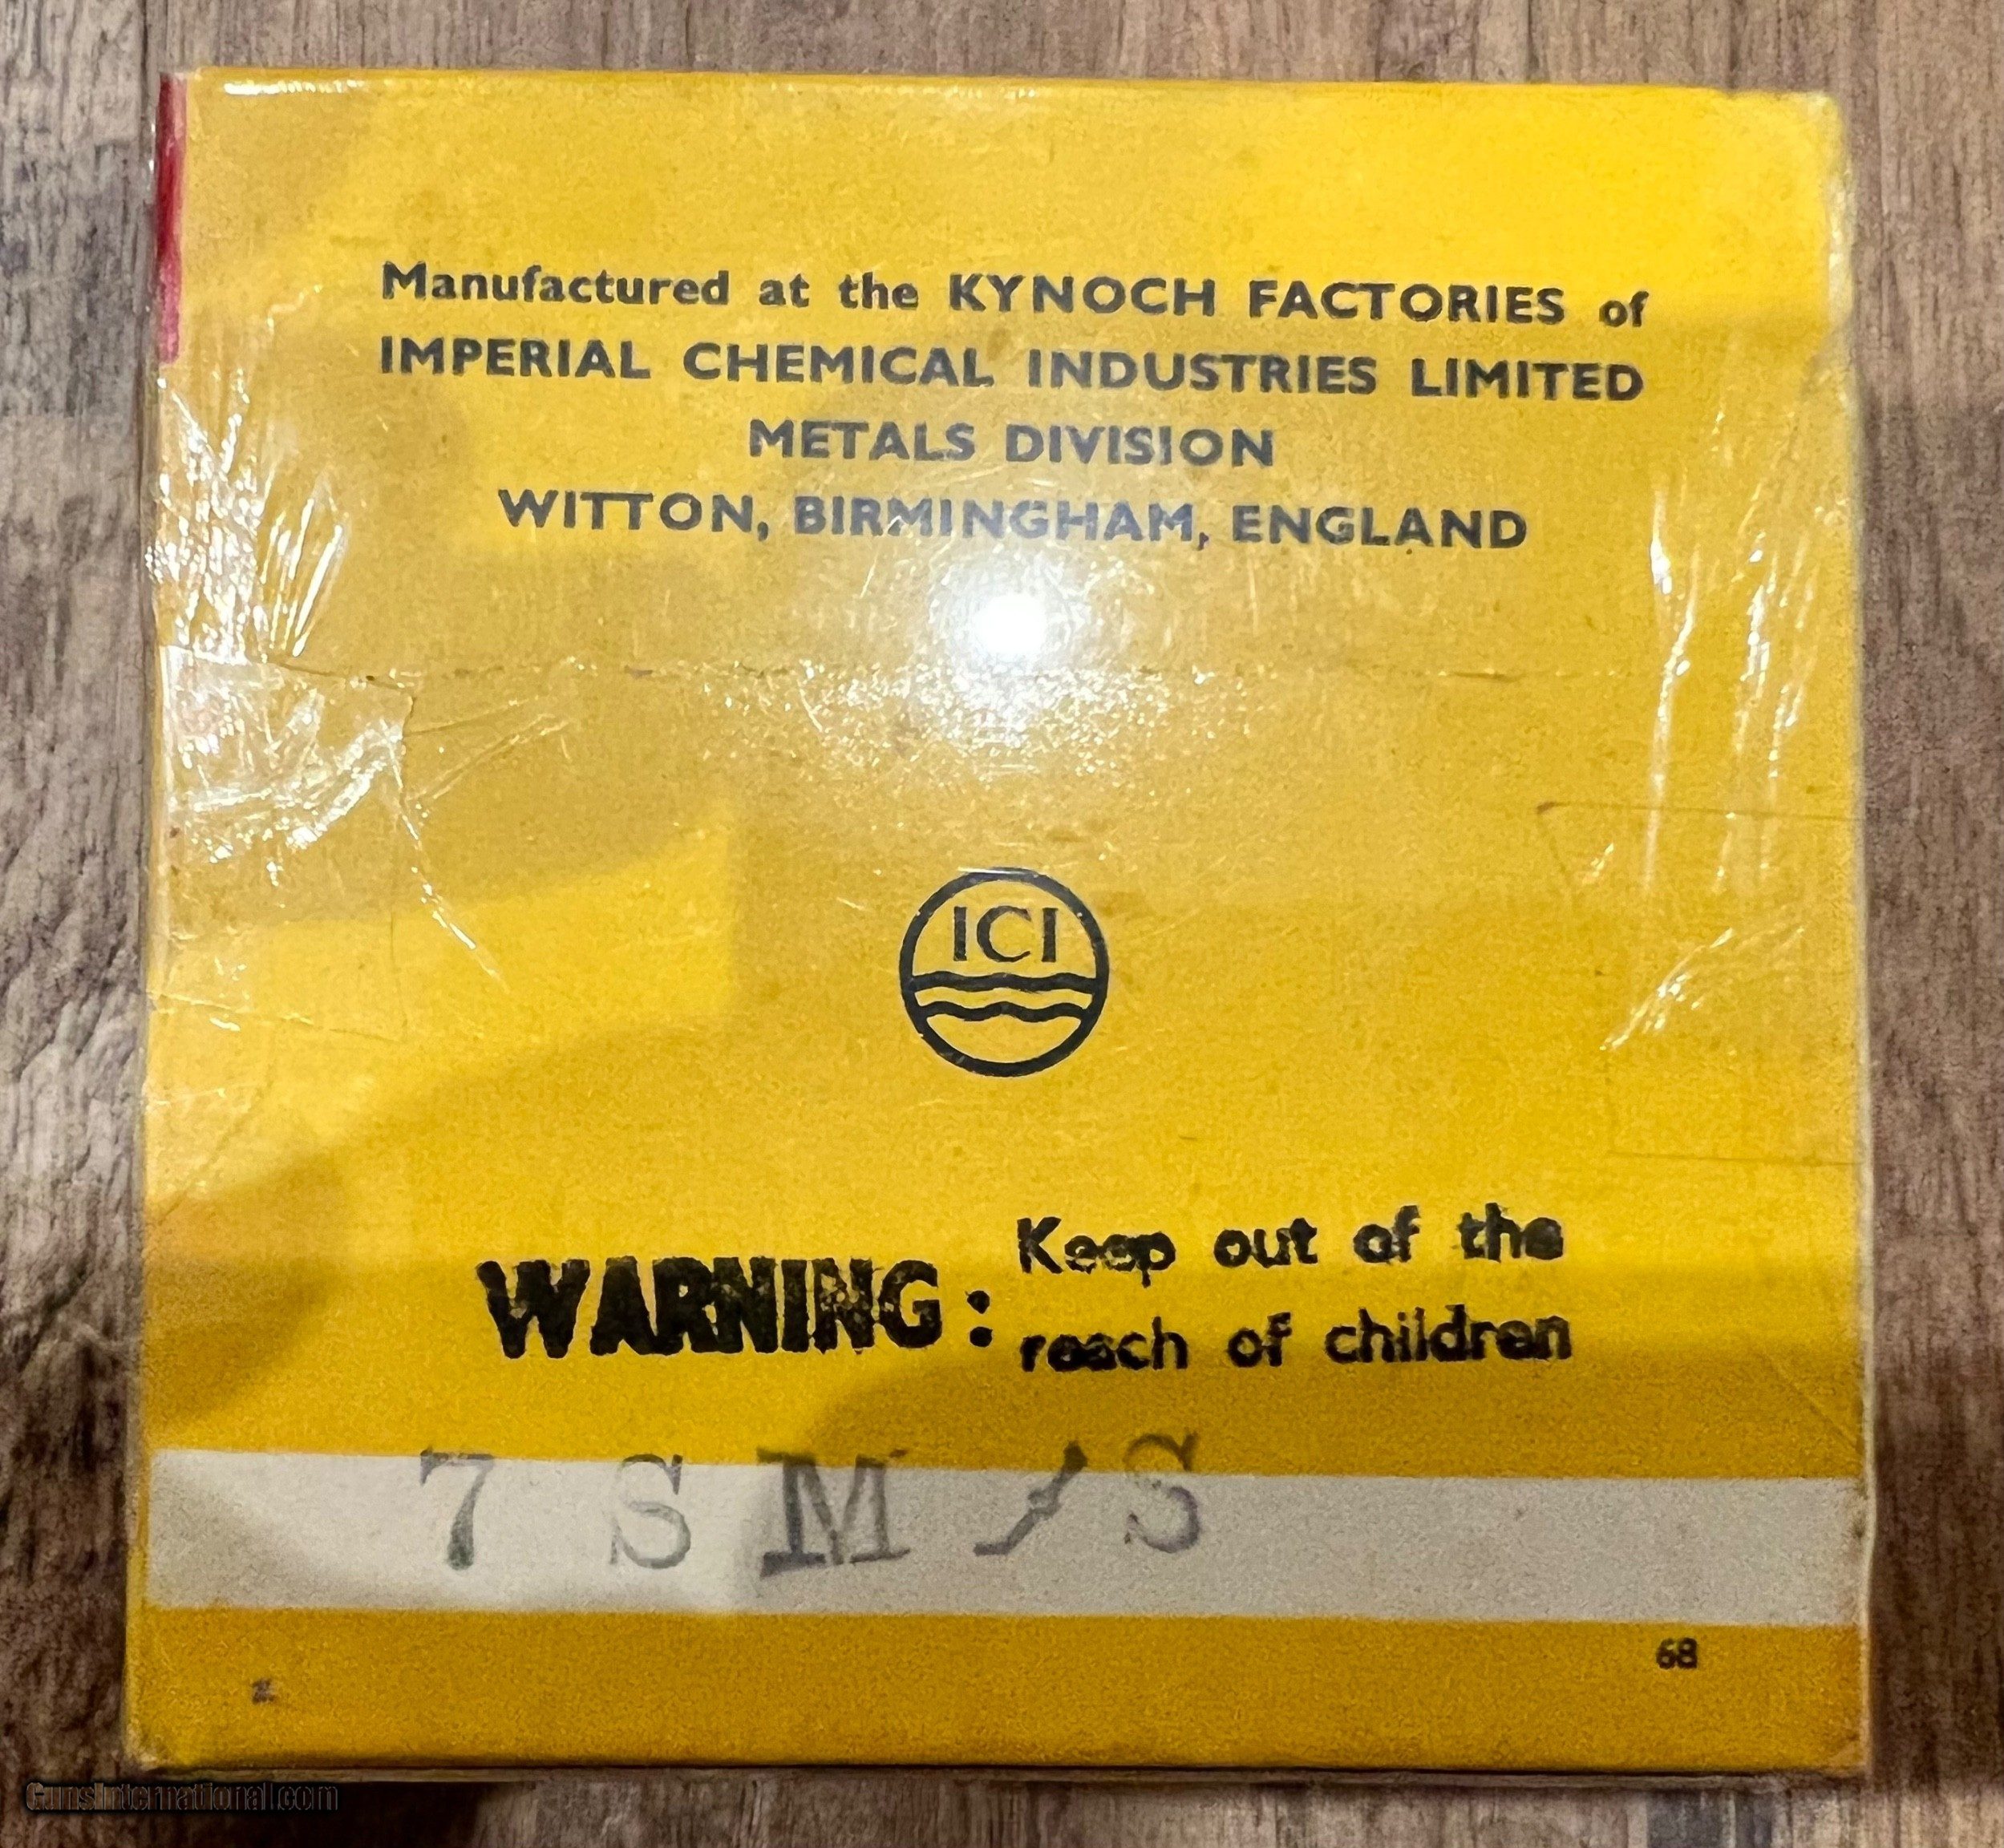 Manufactured at the KYNOCH FACTORIES of
IMPERIAL CHEMICAL INDUSTRIES LIMITED
METALS DIVISION
WITTON, BIRMINGHAM, ENGLAND
ICI
WARNING: Keep out of the
reach of children
7 S M / S
68
GunsInternational.com